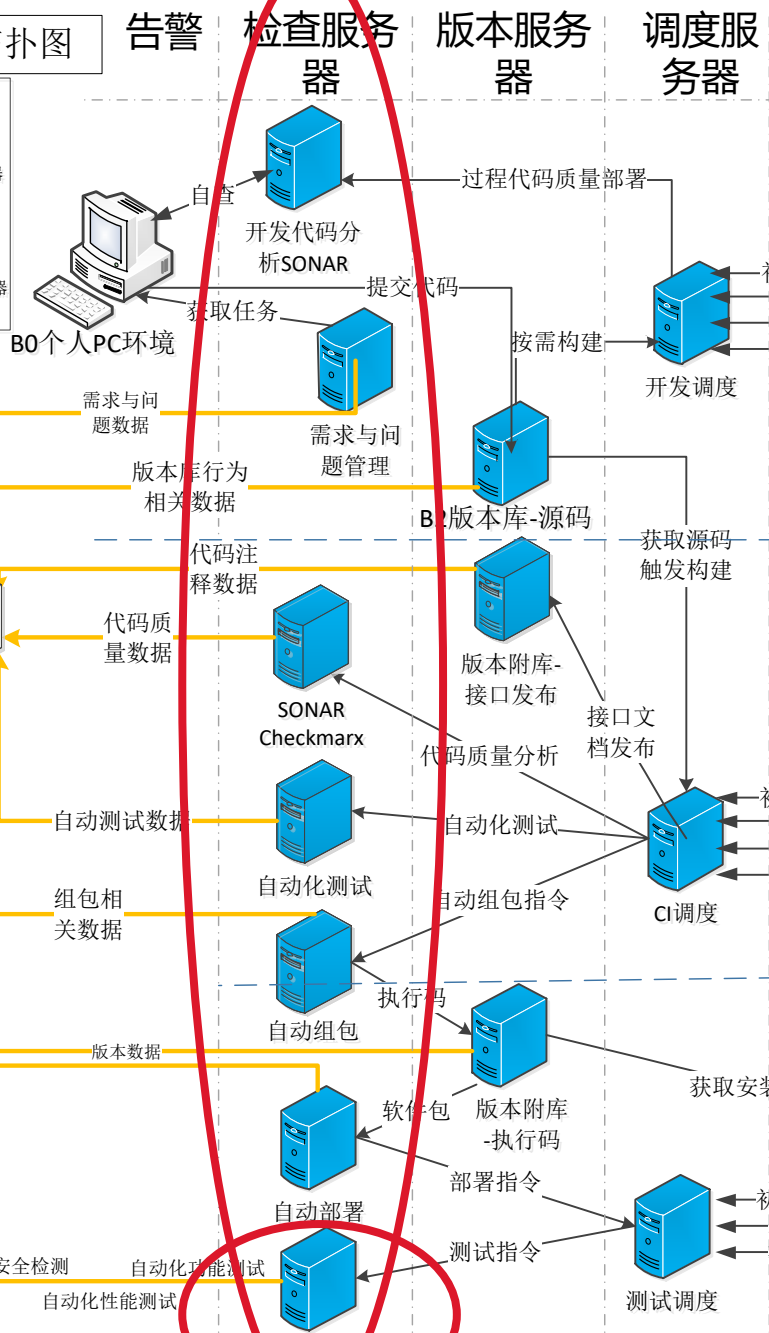 扑图
告警
检查服务
器
版本服务
器
调度服
务器
器
器
自查
过程代码质量部署
开发代码分
析SONAR
提交代码
获取任务
初
B0个人PC环境
按需构建
开发调度
需求与问
题数据
需求与问
题管理
版本库行为
相关数据
B2版本库-源码
获取源码
触发构建
代码注
释数据
代码质
量数据
版本附库-
接口发布
SONAR
Checkmarx
接口文
档发布
代码质量分析
初
自动测试数据
自动化测试
自动化测试
组包相
关数据
自动组包指令
CI调度
执行码
自动组包
版本数据
获取安装
软件包
版本附库
-执行码
部署指令
自动部署
初
安全检测
自动化功能测试
测试指令
自动化性能测试
测试调度